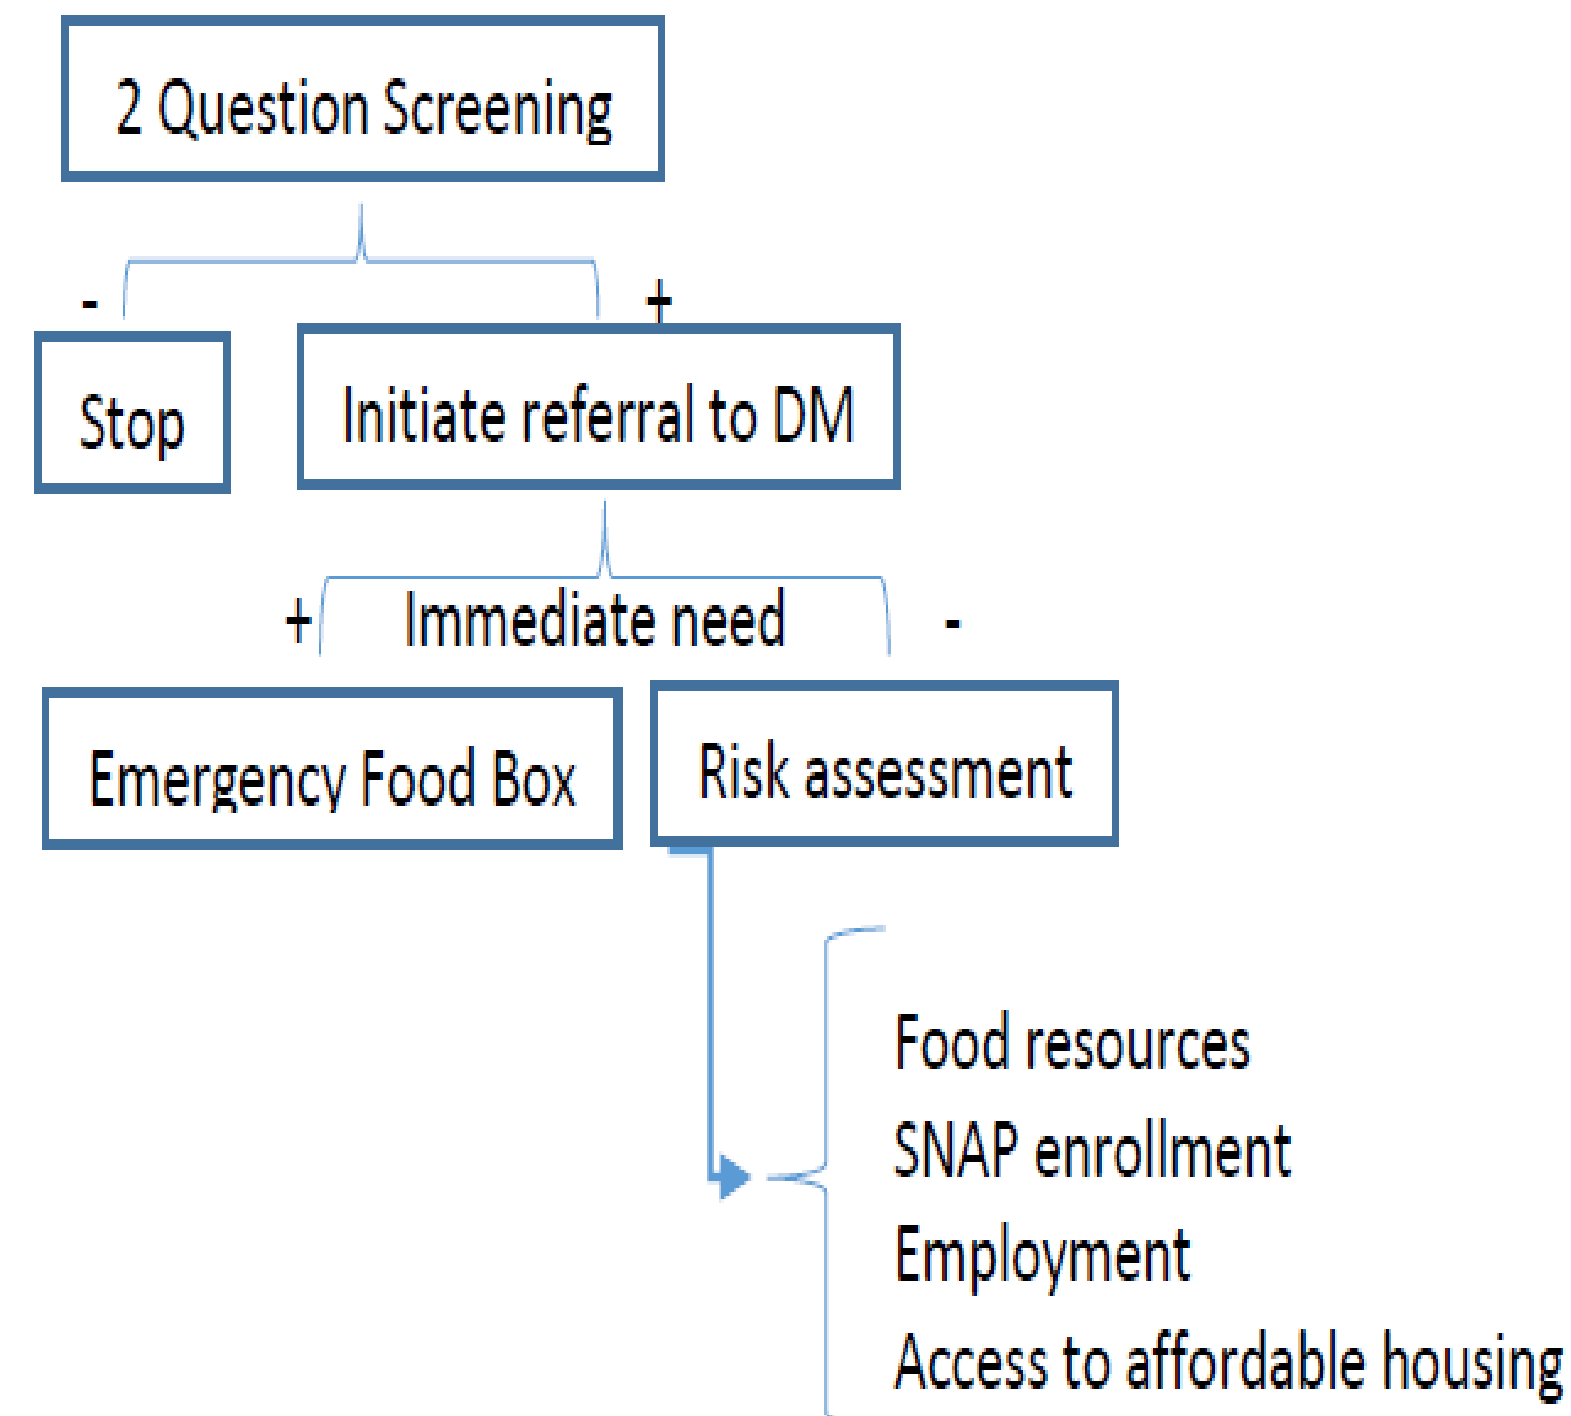 2 Question Screening
- +
Stop
Initiate referral to DM
+ Immediate need -
Emergency Food Box
Risk assessment
Food resources
SNAP enrollment
Employment
Access to affordable housing